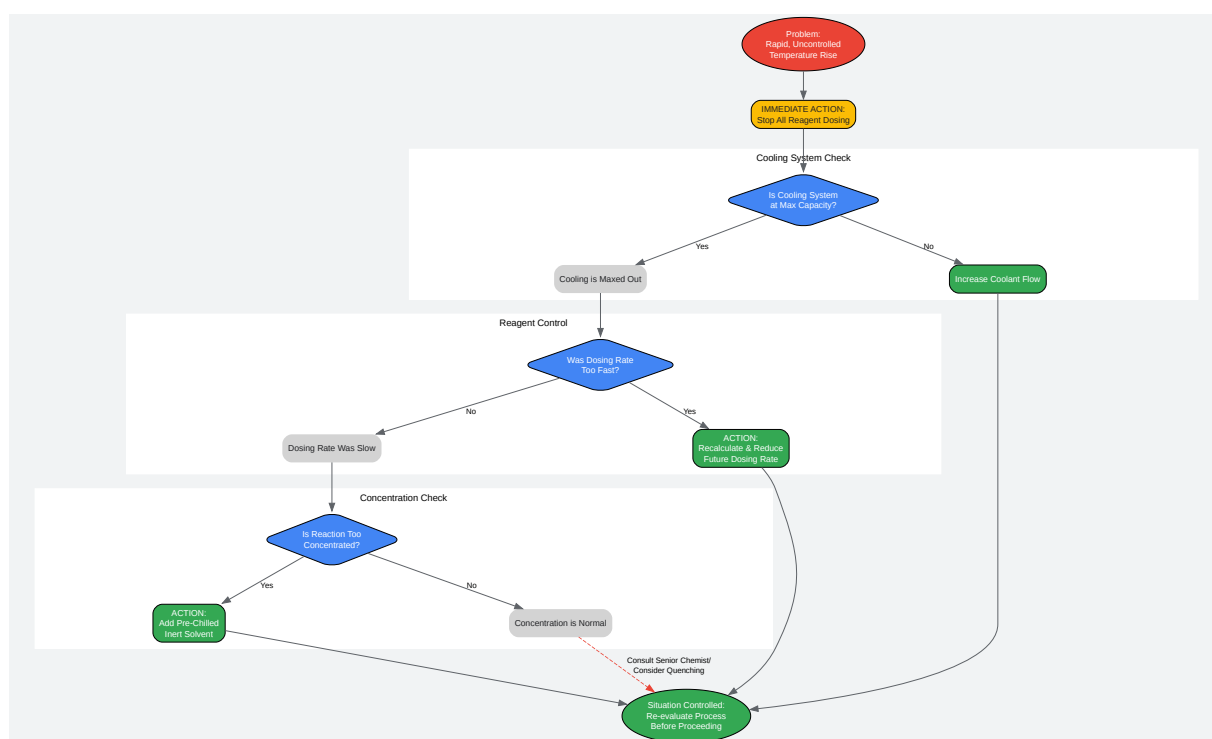 Problem:
Rapid, Uncontrolled
Temperature Rise
IMMEDIATE ACTION:
Stop All Reagent Dosing
Cooling System Check
Is Cooling System
at Max Capacity?
Yes
No
Cooling is Maxed Out
Increase Coolant Flow
Reagent Control
Was Dosing Rate
Too Fast?
No
Yes
Dosing Rate Was Slow
ACTION:
Recalculate & Reduce
Future Dosing Rate
Concentration Check
Is Reaction Too
Concentrated?
Yes
No
ACTION:
Add Pre-Chilled
Inert Solvent
Concentration is Normal
Consult Senior Chemist/
Consider Quenching
Situation Controlled:
Re-evaluate Process
Before Proceeding